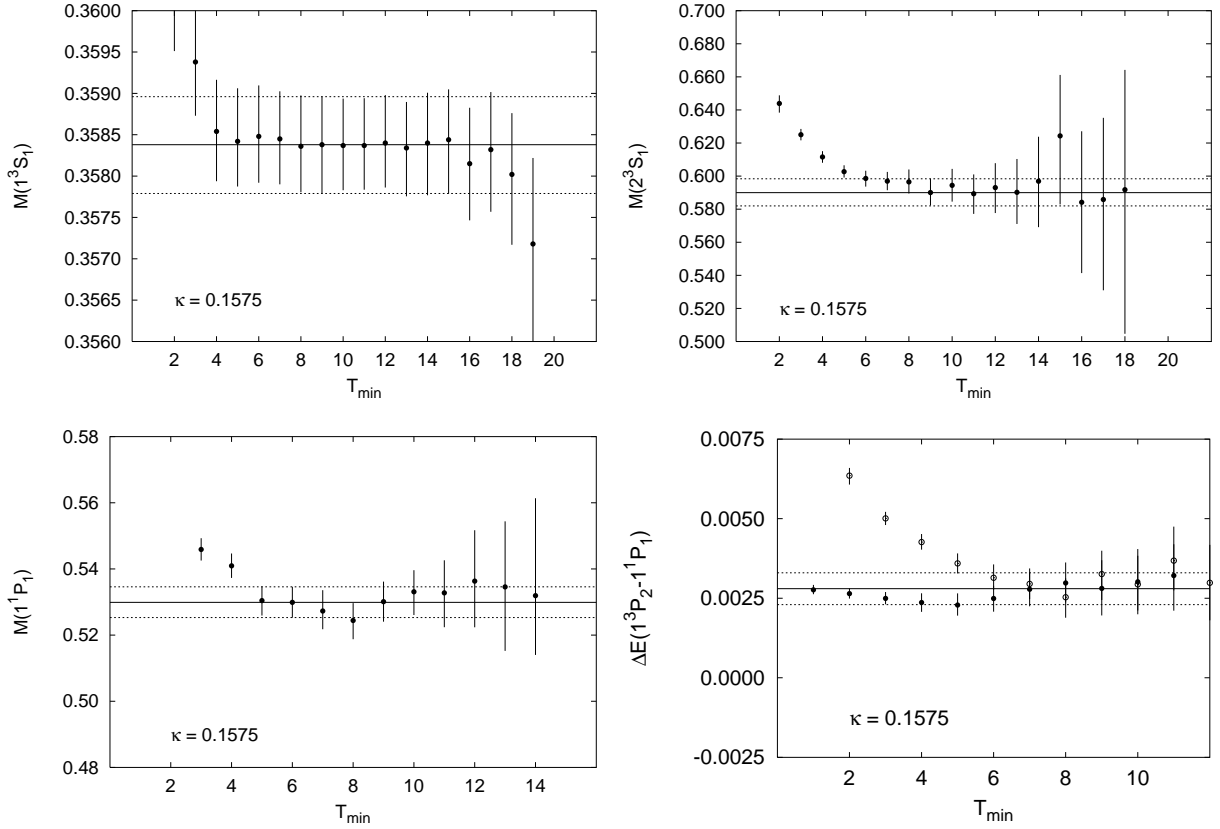 0.3600
0.3595
0.3590
0.3585
0.3580
0.3575
0.3570
0.3565
0.3560
M(1³S₁)
κ = 0.1575
2 4 6 8 10 12 14 16 18 20
T_min
0.700
0.680
0.660
0.640
0.620
0.600
0.580
0.560
0.540
0.520
0.500
M(2³S₁)
κ = 0.1575
2 4 6 8 10 12 14 16 18 20
T_min
0.58
0.56
0.54
0.52
0.50
0.48
M(1¹P₁)
κ = 0.1575
2 4 6 8 10 12 14
T_min
0.0075
0.0050
0.0025
0.0000
-0.0025
ΔE(1³P₂-1¹P₁)
κ = 0.1575
2 4 6 8 10
T_min